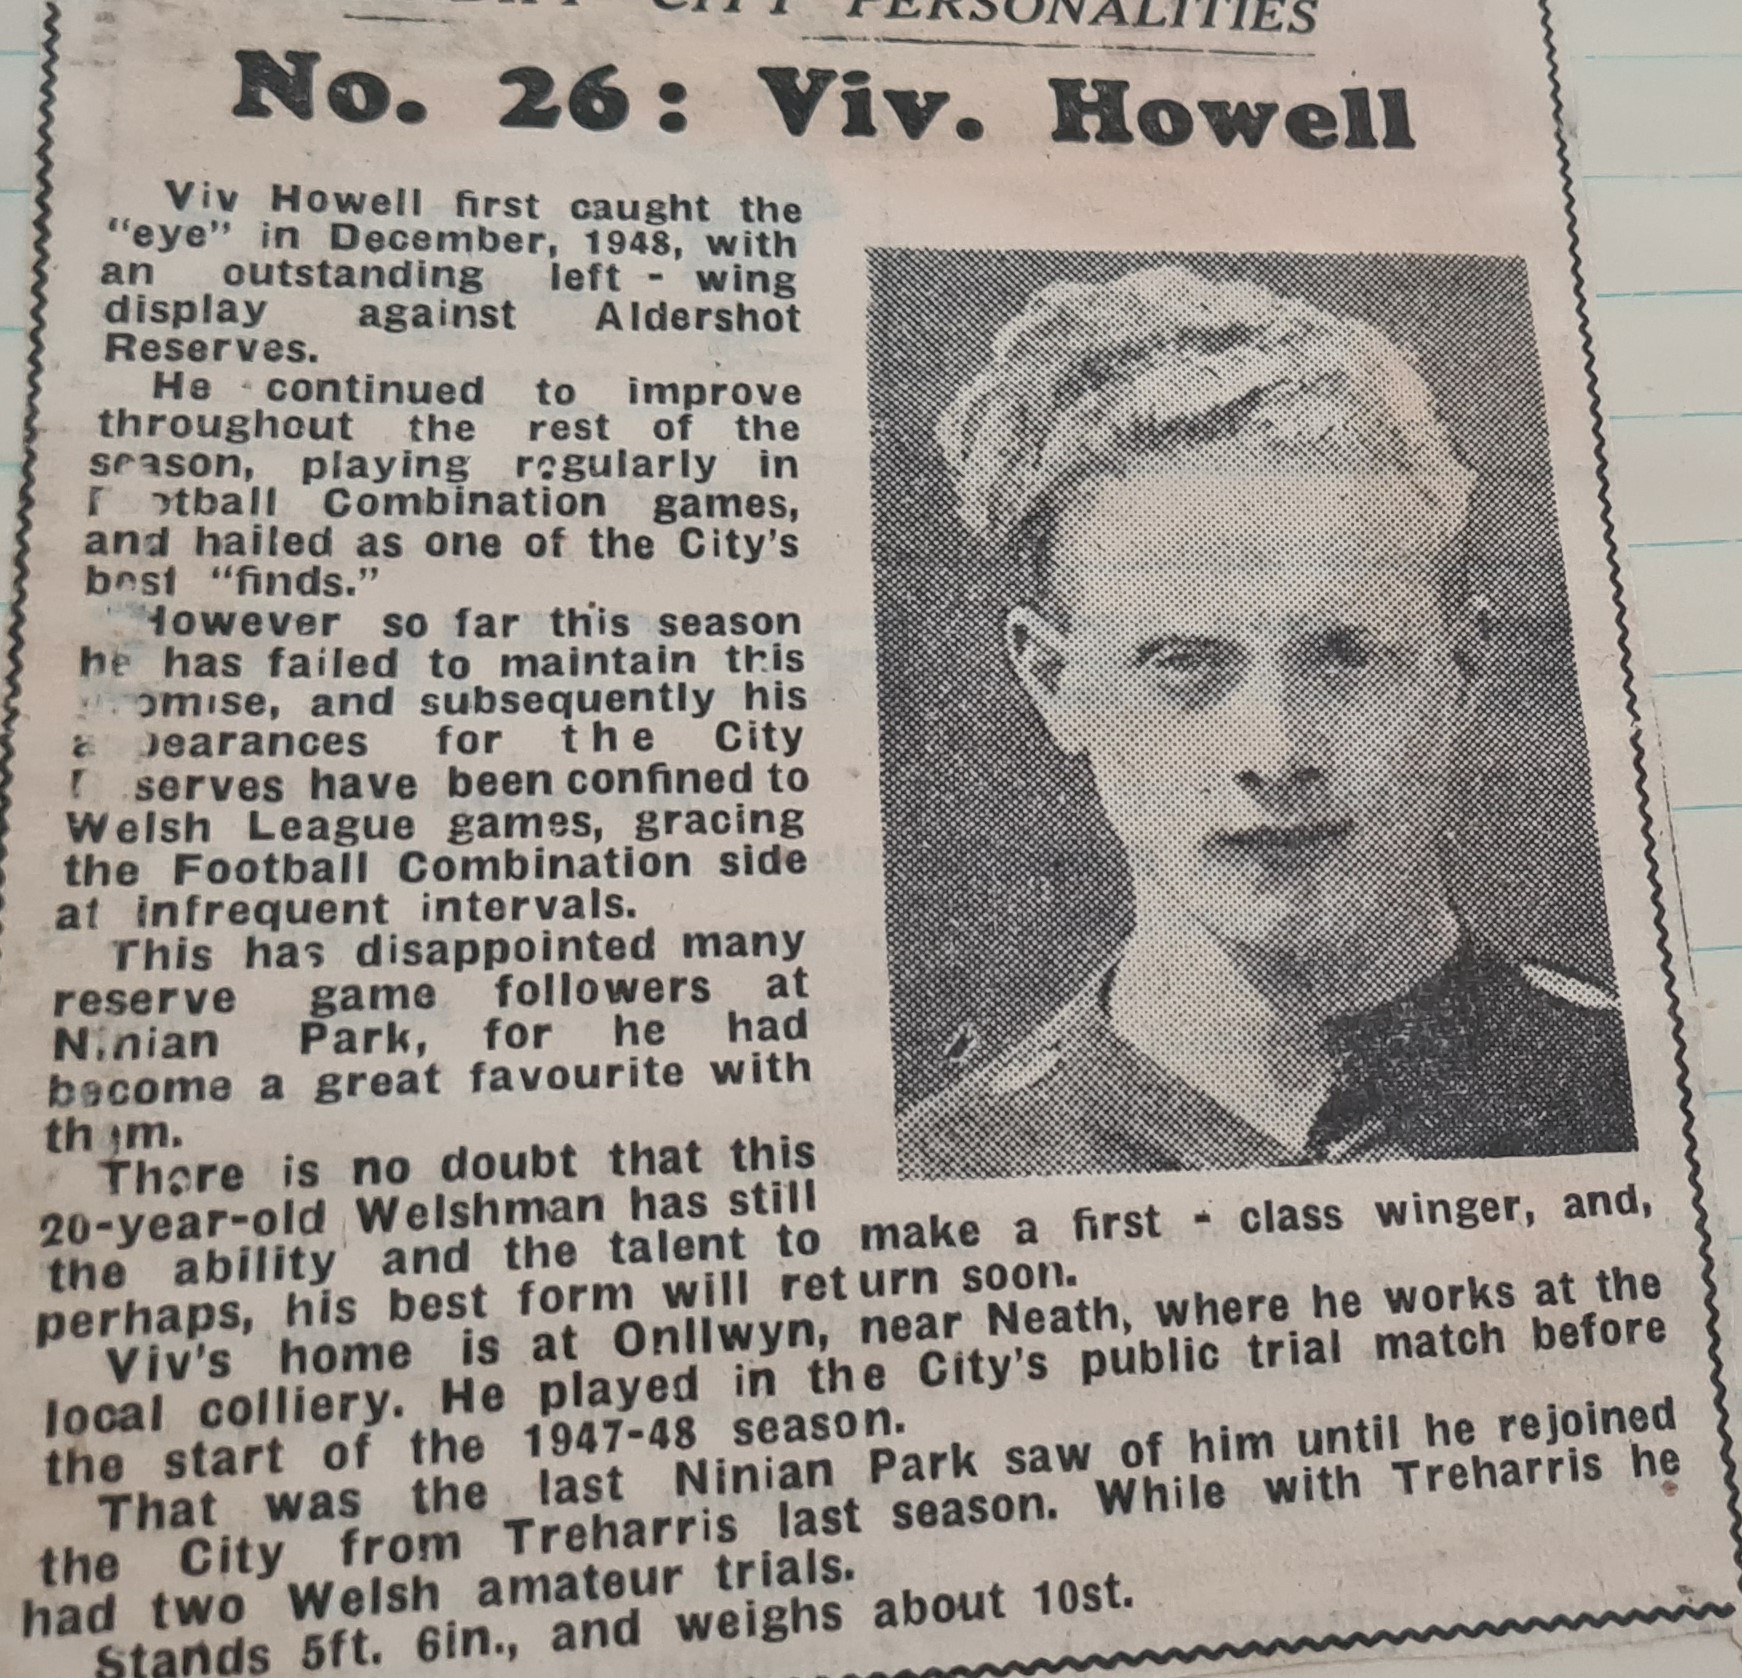 CITY PERSONALITIES
No. 26: Viv. Howell
Viv Howell first caught the
"eye" in December, 1948, with
an outstanding left - wing
display against Aldershot
Reserves.
He continued to improve
throughout the rest of the
season, playing regularly in
Football Combination games,
and hailed as one of the City's
best "finds."
However so far this season
he has failed to maintain this
promise, and subsequently his
appearances for the City
Reserves have been confined to
Welsh League games, gracing
the Football Combination side
at infrequent intervals.
This has disappointed many
reserve game followers at
Ninian Park, for he had
become a great favourite with
them.
There is no doubt that this
20-year-old Welshman has still
the ability and the talent to make a first - class winger, and,
perhaps, his best form will return soon.
Viv's home is at Onllwyn, near Neath, where he works at the
local colliery. He played in the City's public trial match before
the start of the 1947-48 season.
That was the last Ninian Park saw of him until he rejoined
the City from Treharris last season. While with Treharris he
had two Welsh amateur trials.
Stands 5ft. 6in., and weighs about 10st.